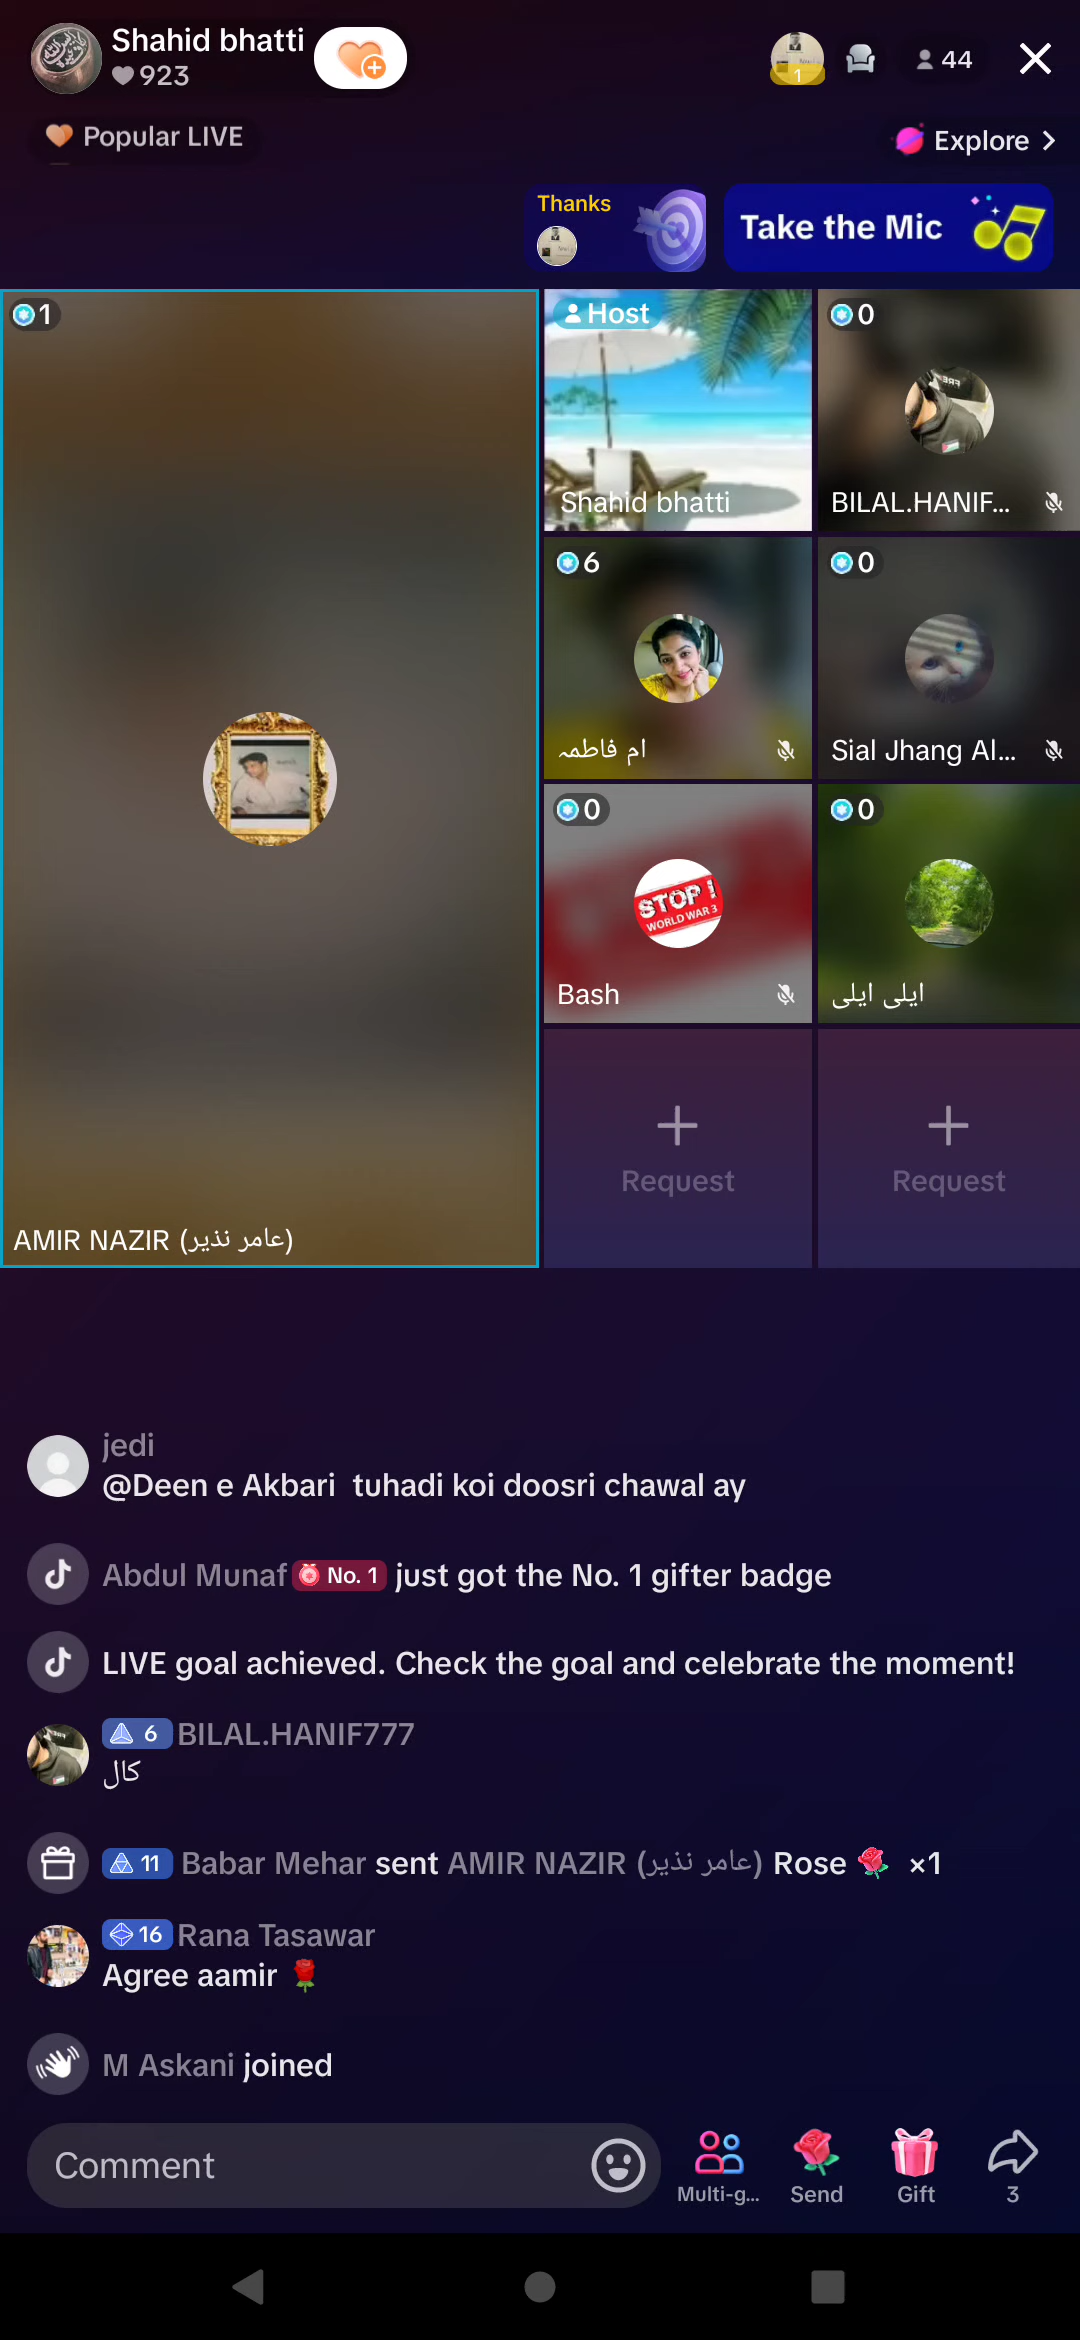 Shahid bhatti
923
1
44
Popular LIVE
Explore
Thanks
Take the Mic
1
Host
Shahid bhatti
0
BILAL.HANIF...
6
ام فاطمہ
0
Sial Jhang Al...
0
STOP !
WORLD WAR 3
Bash
0
ایلی ایلی
AMIR NAZIR (عامر نذیر)
Request
Request
jedi
@Deen e Akbari  tuhadi koi doosri chawal ay
Abdul Munaf No. 1 just got the No. 1 gifter badge
LIVE goal achieved. Check the goal and celebrate the moment!
6 BILAL.HANIF777
کال
11 Babar Mehar sent AMIR NAZIR (عامر نذیر) Rose 🌹 ×1
16 Rana Tasawar
Agree aamir 🌹
M Askani joined
Comment
Multi-g...
Send
Gift
3